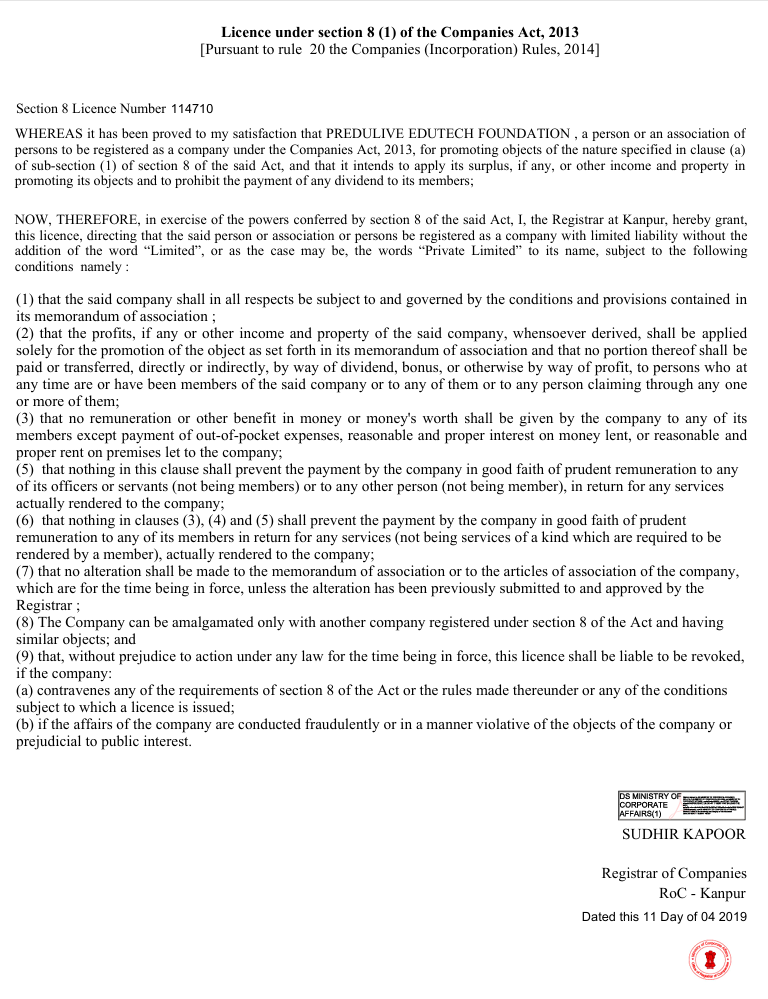 Licence under section 8 (1) of the Companies Act, 2013
[Pursuant to rule  20 the Companies (Incorporation) Rules, 2014]
Section 8 Licence Number 114710
WHEREAS it has been proved to my satisfaction that PREDULIVE EDUTECH FOUNDATION , a person or an association of
persons to be registered as a company under the Companies Act, 2013, for promoting objects of the nature specified in clause (a)
of sub-section (1) of section 8 of the said Act, and that it intends to apply its surplus, if any, or other income and property in
promoting its objects and to prohibit the payment of any dividend to its members;
NOW, THEREFORE, in exercise of the powers conferred by section 8 of the said Act, I, the Registrar at Kanpur, hereby grant,
this licence, directing that the said person or association or persons be registered as a company with limited liability without the
addition of the word “Limited”, or as the case may be, the words “Private Limited” to its name, subject to the following
conditions  namely :
(1) that the said company shall in all respects be subject to and governed by the conditions and provisions contained in
its memorandum of association ;
(2) that the profits, if any or other income and property of the said company, whensoever derived, shall be applied
solely for the promotion of the object as set forth in its memorandum of association and that no portion thereof shall be
paid or transferred, directly or indirectly, by way of dividend, bonus, or otherwise by way of profit, to persons who at
any time are or have been members of the said company or to any of them or to any person claiming through any one
or more of them;
(3) that no remuneration or other benefit in money or money's worth shall be given by the company to any of its
members except payment of out-of-pocket expenses, reasonable and proper interest on money lent, or reasonable and
proper rent on premises let to the company;
(5)  that nothing in this clause shall prevent the payment by the company in good faith of prudent remuneration to any
of its officers or servants (not being members) or to any other person (not being member), in return for any services
actually rendered to the company;
(6)  that nothing in clauses (3), (4) and (5) shall prevent the payment by the company in good faith of prudent
remuneration to any of its members in return for any services (not being services of a kind which are required to be
rendered by a member), actually rendered to the company;
(7) that no alteration shall be made to the memorandum of association or to the articles of association of the company,
which are for the time being in force, unless the alteration has been previously submitted to and approved by the
Registrar ;
(8) The Company can be amalgamated only with another company registered under section 8 of the Act and having
similar objects; and
(9) that, without prejudice to action under any law for the time being in force, this licence shall be liable to be revoked,
if the company:
(a) contravenes any of the requirements of section 8 of the Act or the rules made thereunder or any of the conditions
subject to which a licence is issued;
(b) if the affairs of the company are conducted fraudulently or in a manner violative of the objects of the company or
prejudicial to public interest.
DS MINISTRY OF
CORPORATE
AFFAIRS(1)
SUDHIR KAPOOR
Registrar of Companies
RoC - Kanpur
Dated this 11 Day of 04 2019